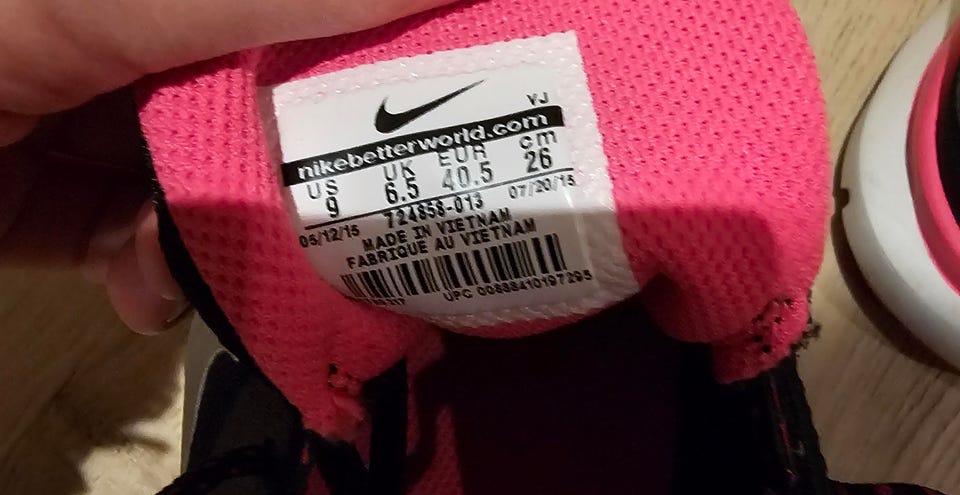 VJ
nikebetterworld.com
US UK EUR cm
9 6.5 40.5 26
05/12/15 724858-013 07/20/15
MADE IN VIETNAM
FABRIQUE AU VIETNAM
UPC 00888410197295